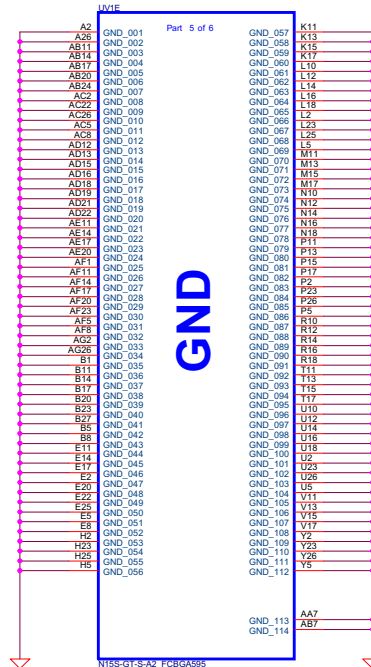 UV1E
Part 5 of 6
A2 GND_001 GND_057 K11
A26 GND_002 GND_058 K13
AB11 GND_003 GND_059 K15
AB14 GND_004 GND_060 K17
AB17 GND_005 GND_061 L10
AB20 GND_006 GND_062 L12
AB24 GND_007 GND_063 L14
AC2 GND_008 GND_064 L16
AC22 GND_009 GND_065 L18
AC26 GND_010 GND_066 L2
AC5 GND_011 GND_067 L23
AC8 GND_012 GND_068 L25
AD12 GND_013 GND_069 L5
AD13 GND_014 GND_070 M11
AD15 GND_015 GND_071 M13
AD16 GND_016 GND_072 M15
AD18 GND_017 GND_073 M17
AD19 GND_018 GND_074 N10
AD21 GND_019 GND_075 N12
AD22 GND_020 GND_076 N14
AE11 GND_021 GND_077 N16
AE14 GND_022 GND_078 N18
AE17 GND_023 GND_079 P11
AE20 GND_024 GND_080 P13
AF1 GND_025 GND_081 P15
AF11 GND_026 GND_082 P17
AF14 GND_027 GND_083 P2
AF17 GND_028 GND_084 P23
AF20 GND_029 GND_085 P26
AF23 GND_030 GND_086 P5
AF5 GND_031 GND_087 R10
AF8 GND_032 GND_088 R12
AG2 GND_033 GND_089 R14
AG26 GND_034 GND_090 R16
B1 GND_035 GND_091 R18
B11 GND_036 GND_092 T11
B14 GND_037 GND_093 T13
B17 GND_038 GND_094 T15
B20 GND_039 GND_095 T17
B23 GND_040 GND_096 U10
B27 GND_041 GND_097 U12
B5 GND_042 GND_098 U14
B8 GND_043 GND_099 U16
E11 GND_044 GND_100 U18
E14 GND_045 GND_101 U2
E17 GND_046 GND_102 U23
E2 GND_047 GND_103 U26
E20 GND_048 GND_104 U5
E22 GND_049 GND_105 V11
E25 GND_050 GND_106 V13
E5 GND_051 GND_107 V15
E8 GND_052 GND_108 V17
H2 GND_053 GND_109 Y2
H23 GND_054 GND_110 Y23
H25 GND_055 GND_111 Y26
H5 GND_056 GND_112 Y5
GND
GND_113 AA7
GND_114 AB7
N15S-GT-S-A2 FCBGA595